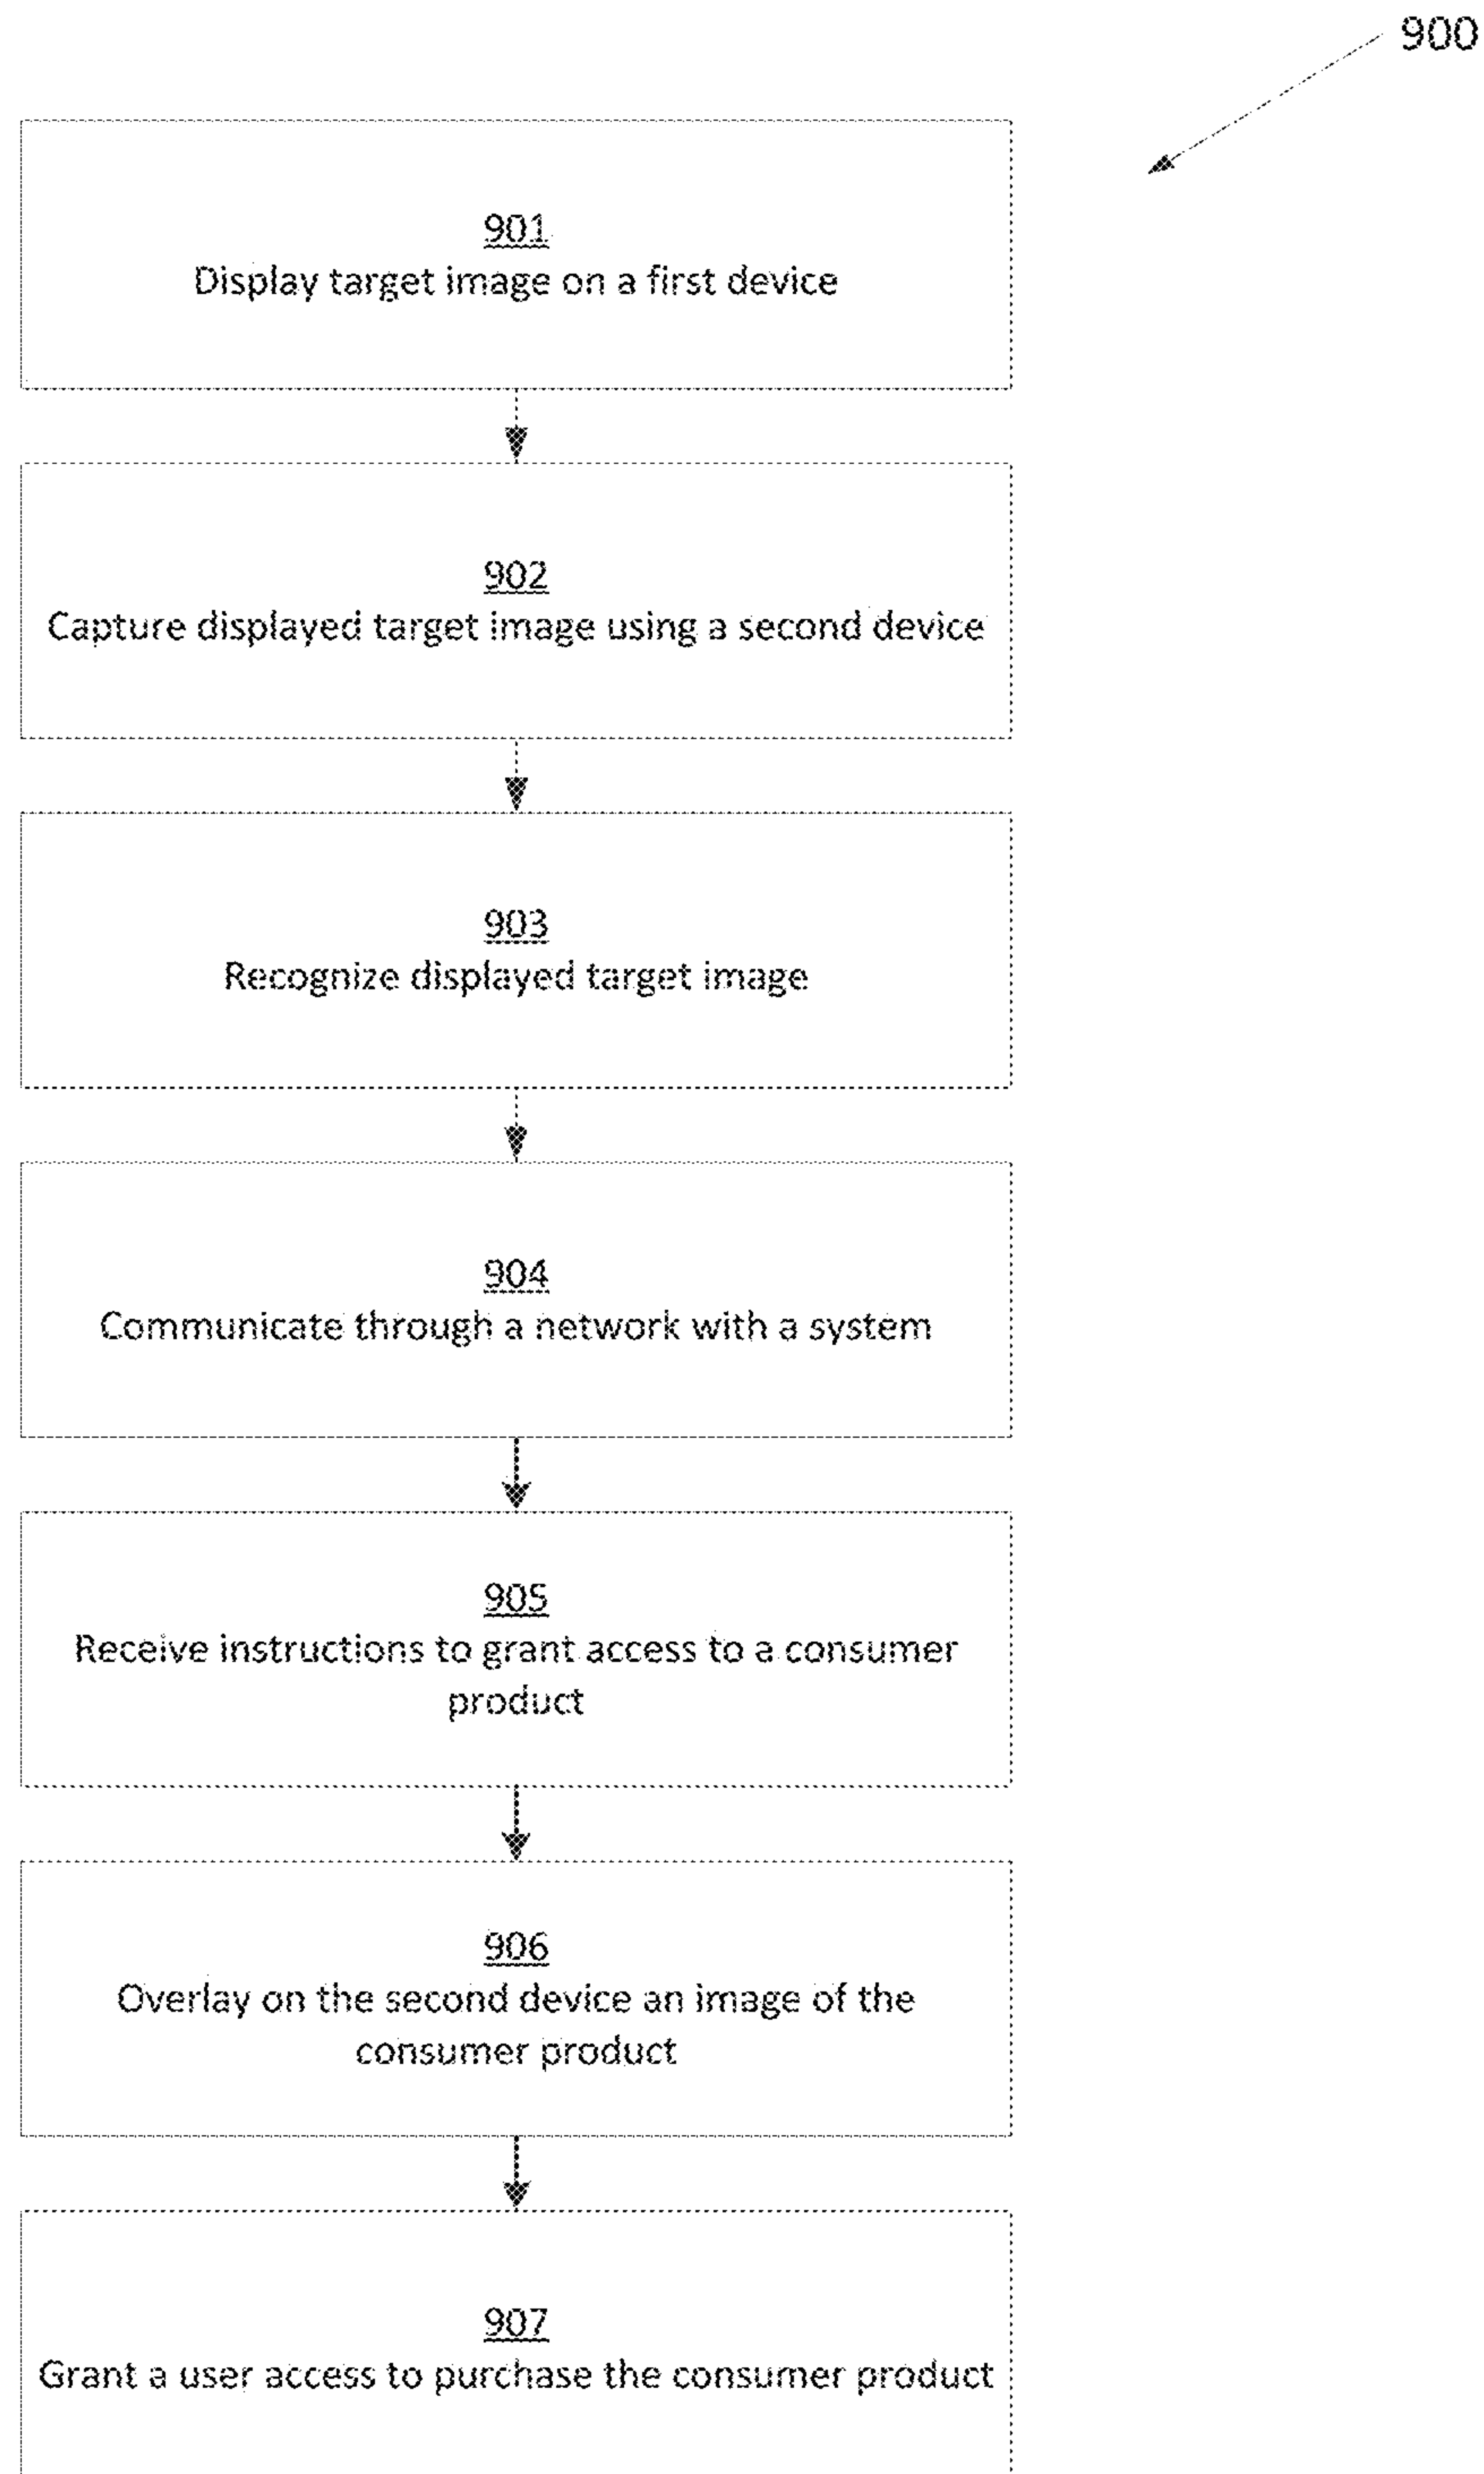 900
901
Display target image on a first device
902
Capture displayed target image using a second device
903
Recognize displayed target image
904
Communicate through a network with a system
905
Receive instructions to grant access to a consumer
product
906
Overlay on the second device an image of the
consumer product
907
Grant a user access to purchase the consumer product